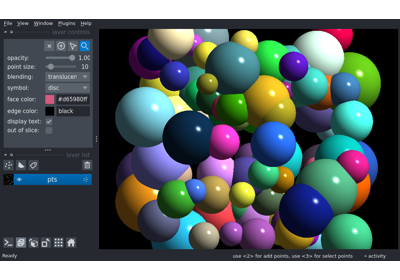 File View Window Plugins Help
layer controls
opacity: 1.00
point size: 10
blending: translucen
symbol: disc
face color: #d65980ff
edge color: black
display text:
out of slice:
layer list
pts
use <2> for add points, use <3> for select points
activity